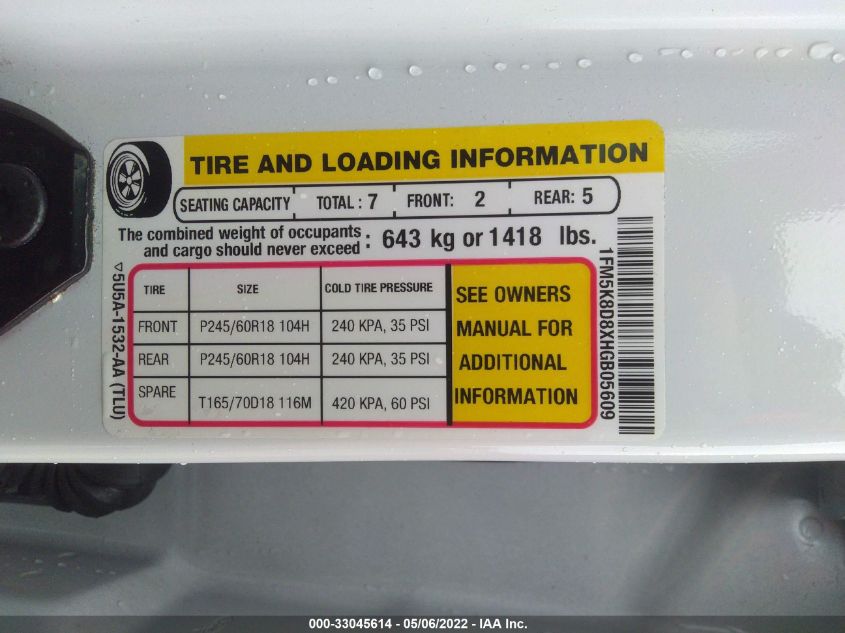 TIRE AND LOADING INFORMATION
SEATING CAPACITY TOTAL : 7 FRONT: 2 REAR: 5
The combined weight of occupants
and cargo should never exceed : 643 kg or 1418 lbs.
TIRE SIZE COLD TIRE PRESSURE
FRONT P245/60R18 104H 240 KPA, 35 PSI
REAR P245/60R18 104H 240 KPA, 35 PSI
SPARE T165/70D18 116M 420 KPA, 60 PSI
SEE OWNERS
MANUAL FOR
ADDITIONAL
INFORMATION
5U5A-1532-AA (TLU)
1FM5K8D8XHGB05609
000-33045614 - 05/06/2022 - IAA Inc.